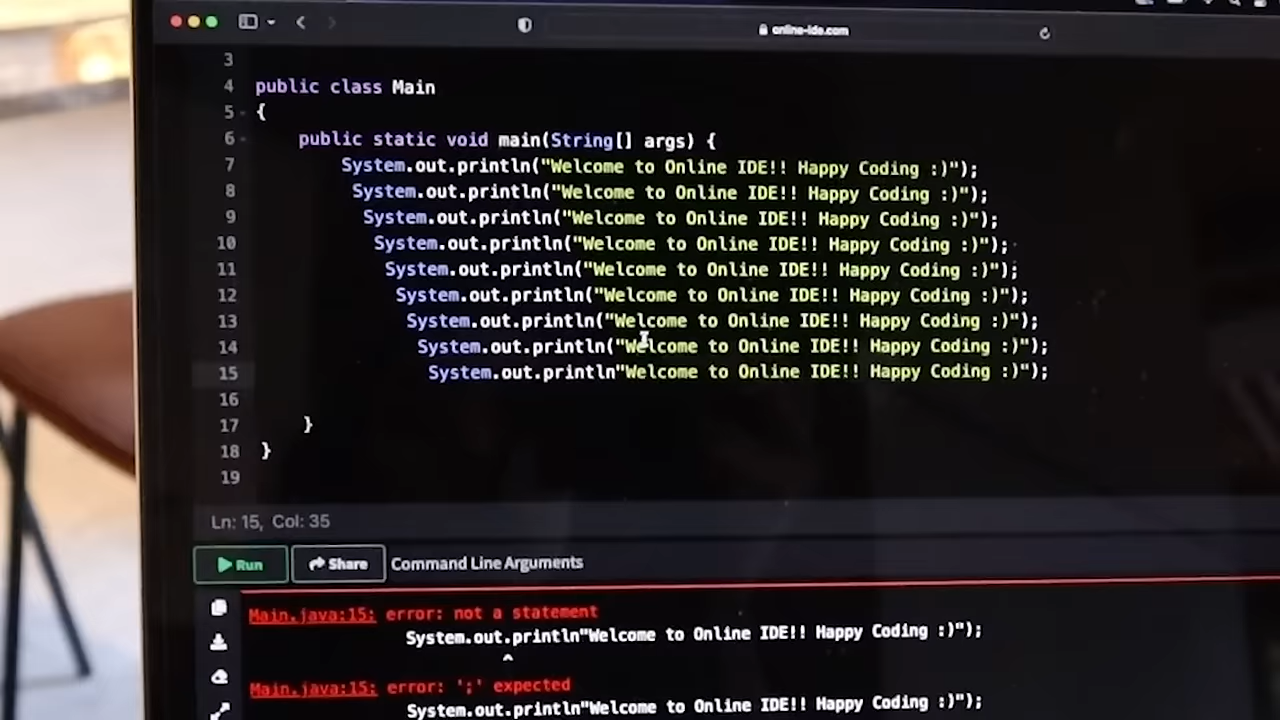 online-ide.com
3
4 public class Main
5 {
6 public static void main(String[] args) {
7 System.out.println("Welcome to Online IDE!! Happy Coding :)");
8 System.out.println("Welcome to Online IDE!! Happy Coding :)");
9 System.out.println("Welcome to Online IDE!! Happy Coding :)");
10 System.out.println("Welcome to Online IDE!! Happy Coding :)");
11 System.out.println("Welcome to Online IDE!! Happy Coding :)");
12 System.out.println("Welcome to Online IDE!! Happy Coding :)");
13 System.out.println("Welcome to Online IDE!! Happy Coding :)");
14 System.out.println("Welcome to Online IDE!! Happy Coding :)");
15 System.out.println"Welcome to Online IDE!! Happy Coding :)");
16
17 }
18 }
19
Ln: 15, Col: 35
Run Share Command Line Arguments
Main.java:15: error: not a statement
System.out.println"Welcome to Online IDE!! Happy Coding :)");
^
Main.java:15: error: ';' expected
System.out.println"Welcome to Online IDE!! Happy Coding :)");